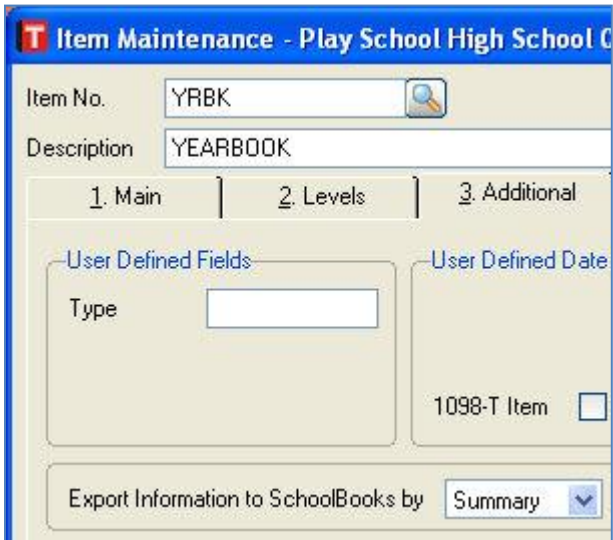 T Item Maintenance - Play School High School
Item No. YRBK
Description YEARBOOK
1. Main 2. Levels 3. Additional
User Defined Fields User Defined Date
Type
1098-T Item
Export Information to SchoolBooks by Summary